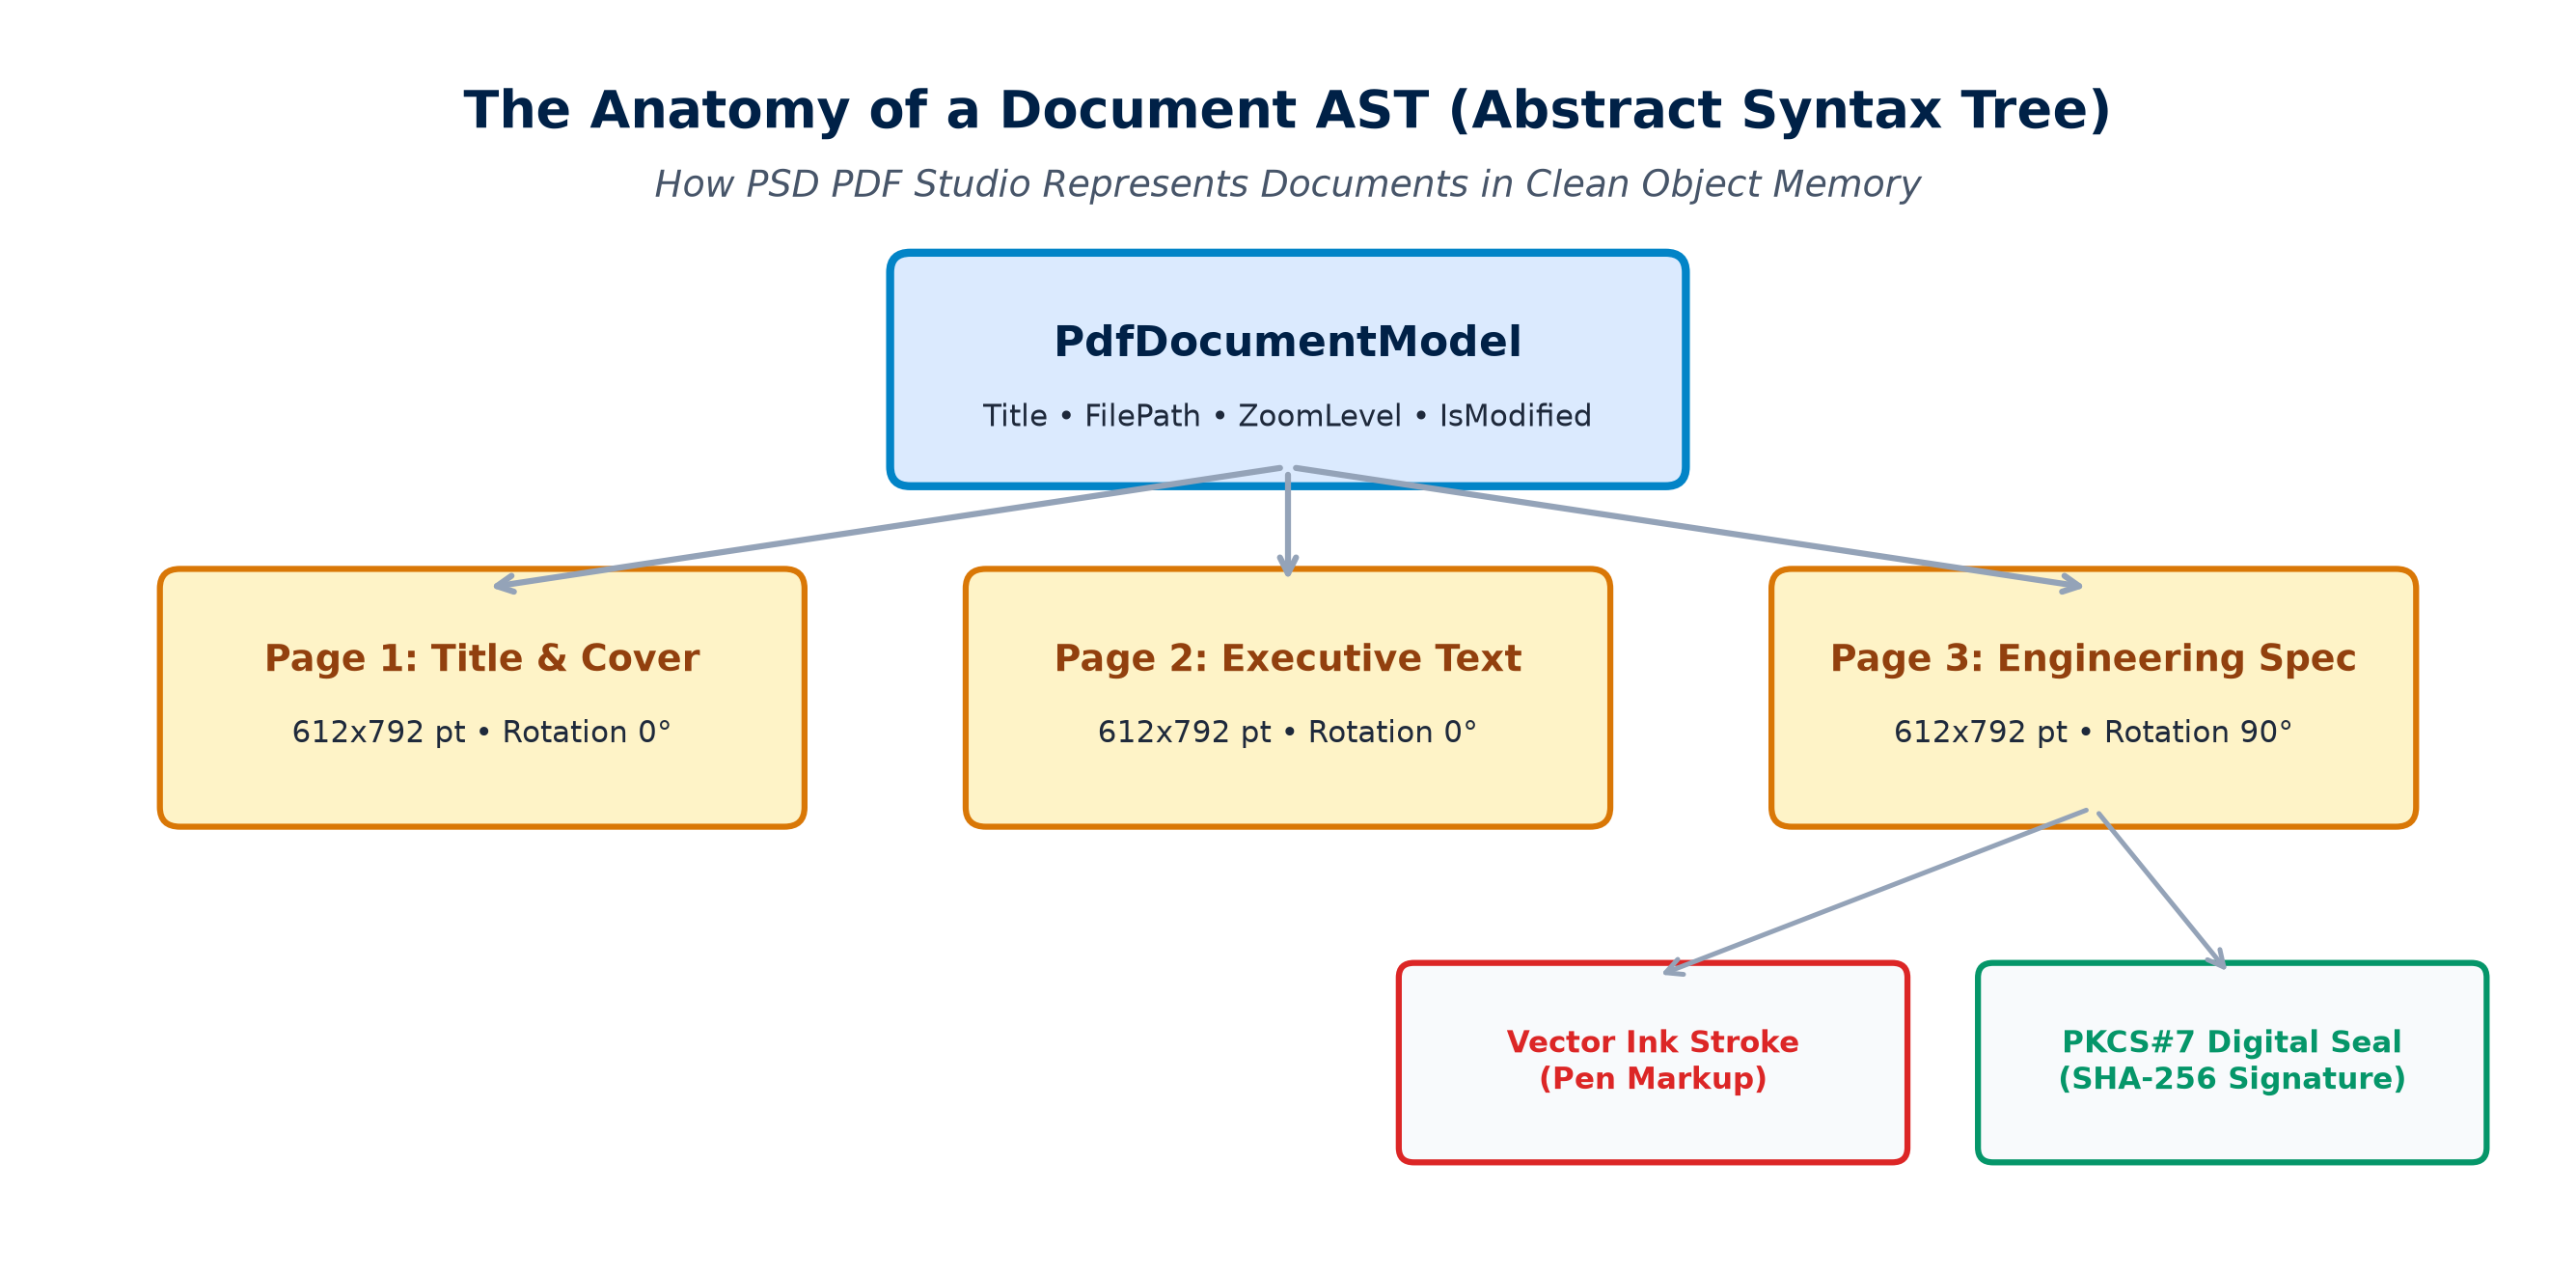 The Anatomy of a Document AST (Abstract Syntax Tree)
How PSD PDF Studio Represents Documents in Clean Object Memory
PdfDocumentModel
Title • FilePath • ZoomLevel • IsModified
Page 1: Title & Cover
612x792 pt • Rotation 0°
Page 2: Executive Text
612x792 pt • Rotation 0°
Page 3: Engineering Spec
612x792 pt • Rotation 90°
Vector Ink Stroke
(Pen Markup)
PKCS#7 Digital Seal
(SHA-256 Signature)